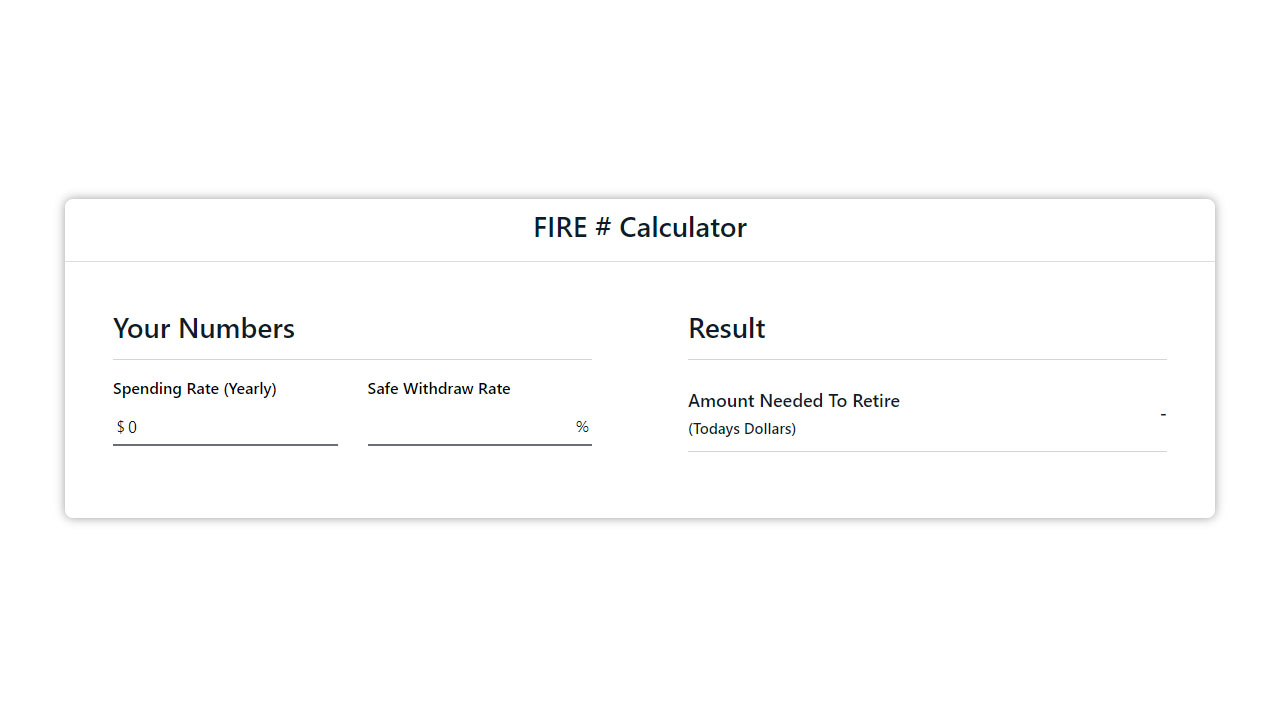 FIRE # Calculator
Your Numbers
Spending Rate (Yearly)
$ 0
Safe Withdraw Rate
%
Result
Amount Needed To Retire
(Todays Dollars)
-